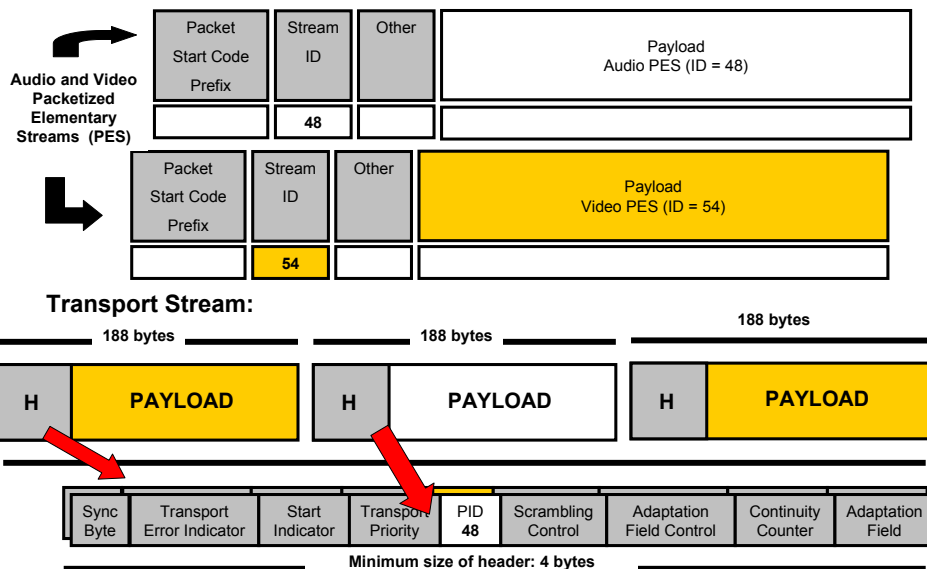 Packet
Start Code
Prefix
Stream
ID
Other
Payload
Audio PES (ID = 48)
48
Audio and Video
Packetized
Elementary
Streams (PES)
Packet
Start Code
Prefix
Stream
ID
Other
Payload
Video PES (ID = 54)
54
Transport Stream:
188 bytes
188 bytes
188 bytes
H
PAYLOAD
H
PAYLOAD
H
PAYLOAD
Sync
Byte
Transport
Error Indicator
Start
Indicator
Transport
Priority
PID
48
Scrambling
Control
Adaptation
Field Control
Continuity
Counter
Adaptation
Field
Minimum size of header: 4 bytes